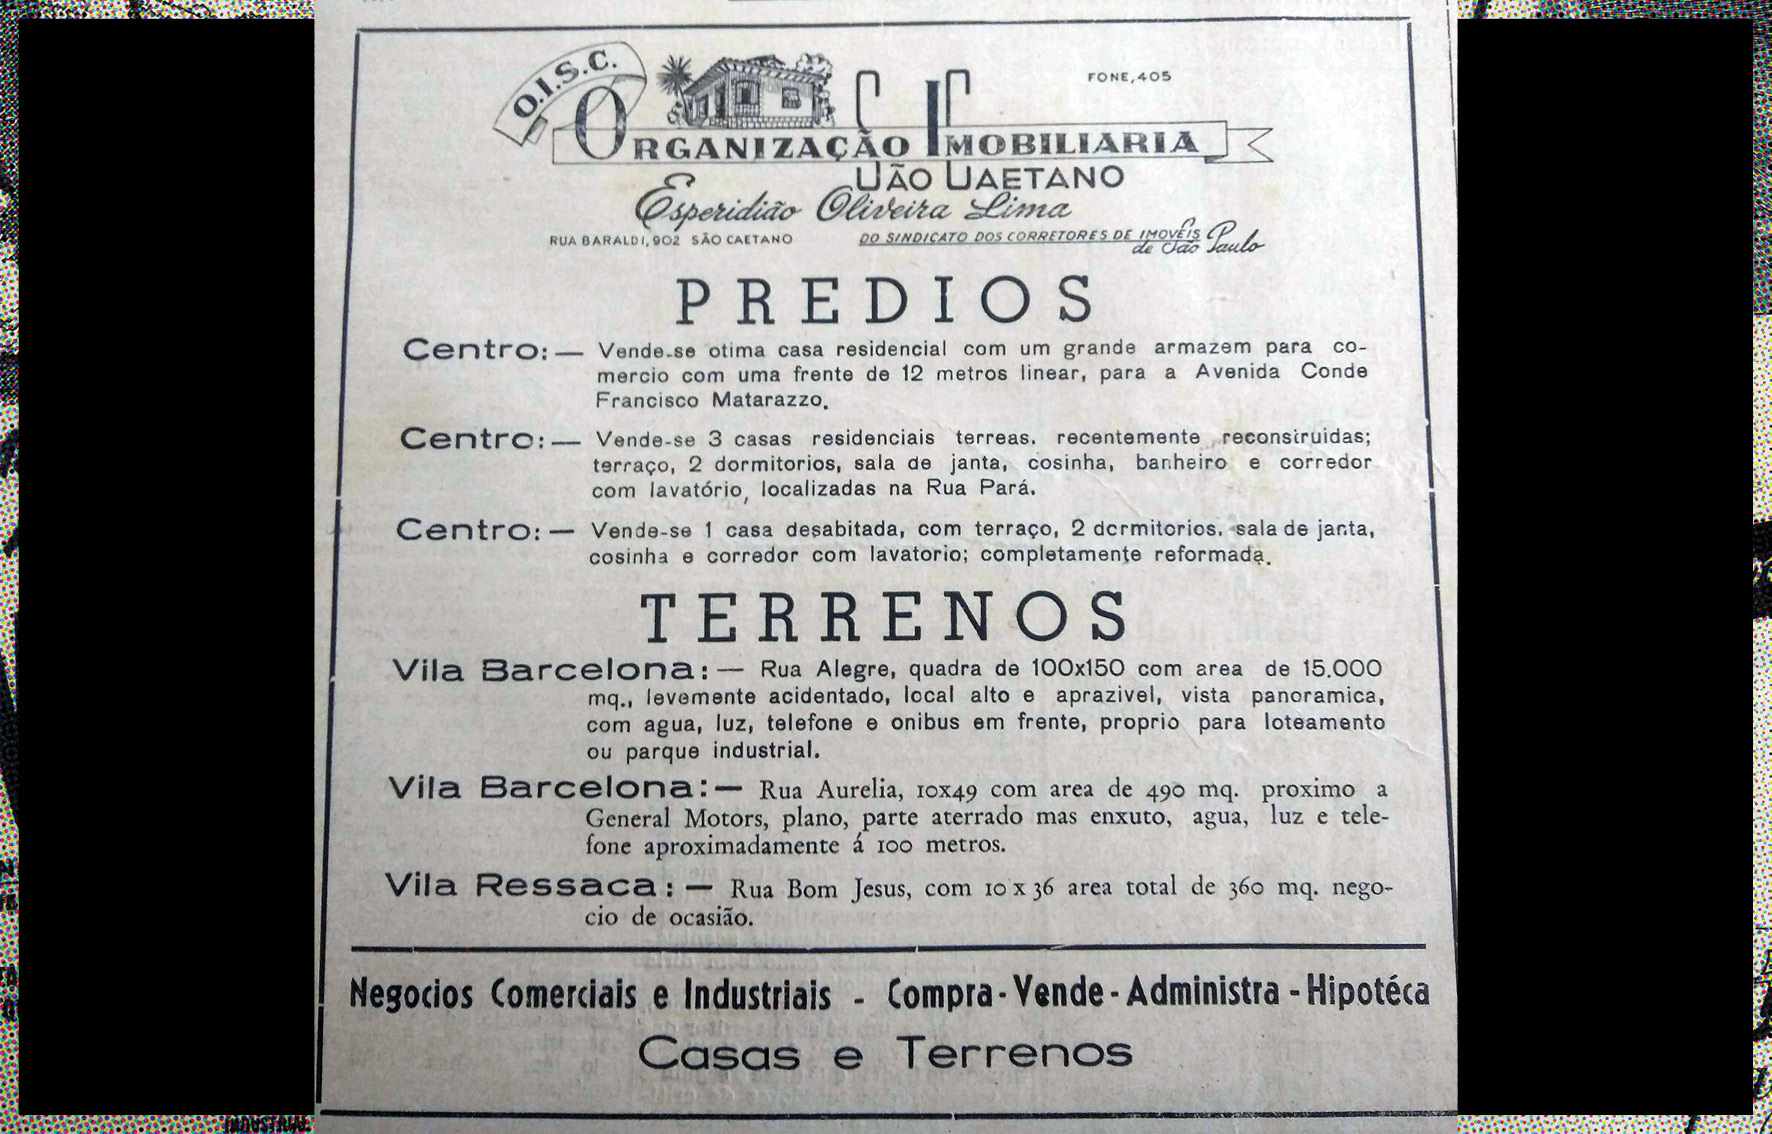 O.I.S.C.
FONE, 405
ORGANIZAÇÃO IMOBILIARIA
SÃO CAETANO
Esperidião Oliveira Lima
RUA BARALDI, 902 SÃO CAETANO
DO SINDICATO DOS CORRETORES DE IMOVEIS
de São Paulo
PREDIOS
Centro:— Vende-se otima casa residencial com um grande armazem para co-
mercio com uma frente de 12 metros linear, para a Avenida Conde
Francisco Matarazzo.
Centro:— Vende-se 3 casas residenciais terreas. recentemente reconstruidas;
terraço, 2 dormitorios, sala de janta, cosinha, banheiro e corredor
com lavatório, localizadas na Rua Pará.
Centro:— Vende-se 1 casa desabitada, com terraço, 2 dormitorios. sala de janta,
cosinha e corredor com lavatorio; completamente reformada.
TERRENOS
Vila Barcelona:— Rua Alegre, quadra de 100x150 com area de 15.000
mq., levemente acidentado, local alto e aprazivel, vista panoramica,
com agua, luz, telefone e onibus em frente, proprio para loteamento
ou parque industrial.
Vila Barcelona:— Rua Aurelia, 10x49 com area de 490 mq. proximo a
General Motors, plano, parte aterrado mas enxuto, agua, luz e tele-
fone aproximadamente á 100 metros.
Vila Ressaca:— Rua Bom Jesus, com 10 x 36 area total de 360 mq. nego-
cio de ocasião.
Negocios Comerciais e Industriais - Compra - Vende - Administra - Hipotéca
Casas e Terrenos
INDUSTRIAL